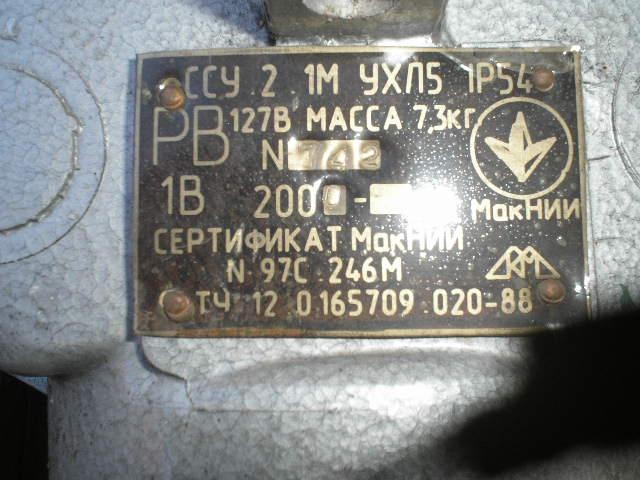 ССУ 2 1М УХЛ5 IP54
РВ 127В МАССА 7,3кг
N 742
1В 200 -
МакНИИ
СЕРТИФИКАТ МакНИИ
N 97С 246М
ТЧ 12 0165709 020-88